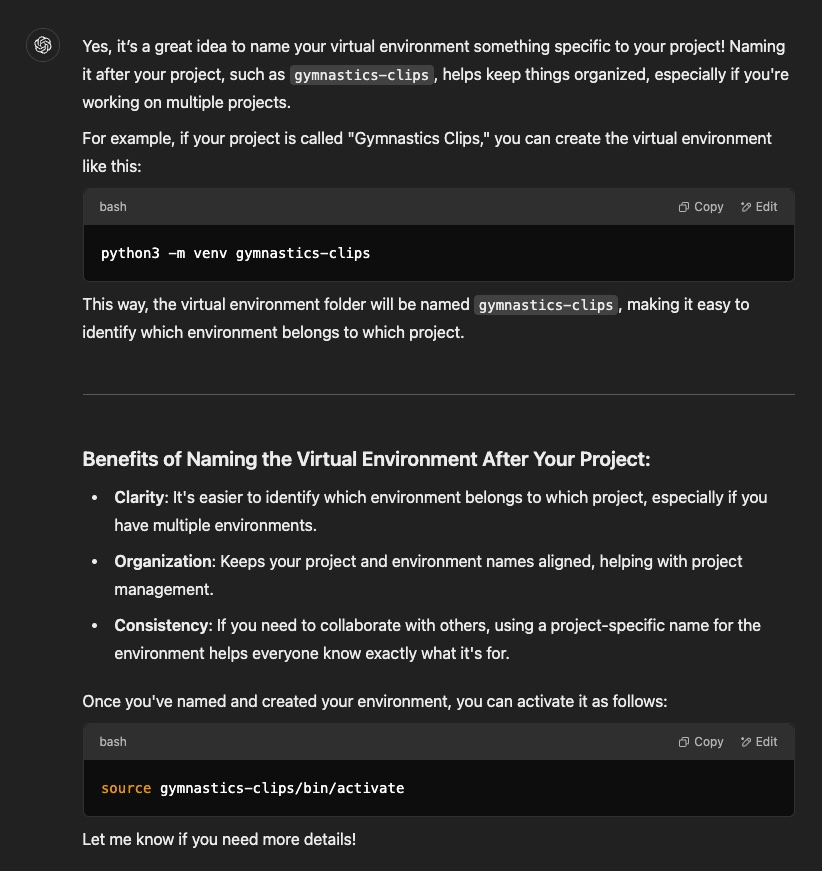 Yes, it's a great idea to name your virtual environment something specific to your project! Naming
it after your project, such as gymnastics-clips, helps keep things organized, especially if you're
working on multiple projects.
For example, if your project is called "Gymnastics Clips," you can create the virtual environment
like this:
bash Copy Edit
python3 -m venv gymnastics-clips
This way, the virtual environment folder will be named gymnastics-clips, making it easy to
identify which environment belongs to which project.
Benefits of Naming the Virtual Environment After Your Project:
• Clarity: It's easier to identify which environment belongs to which project, especially if you
have multiple environments.
• Organization: Keeps your project and environment names aligned, helping with project
management.
• Consistency: If you need to collaborate with others, using a project-specific name for the
environment helps everyone know exactly what it's for.
Once you've named and created your environment, you can activate it as follows:
bash Copy Edit
source gymnastics-clips/bin/activate
Let me know if you need more details!